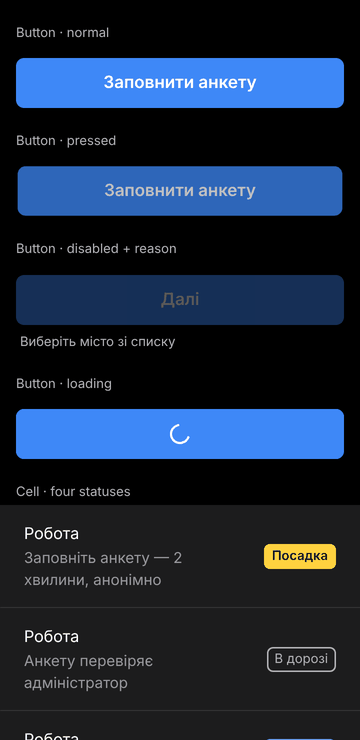 Button · normal
Заповнити анкету
Button · pressed
Заповнити анкету
Button · disabled + reason
Далі
Виберіть місто зі списку
Button · loading
Cell · four statuses
Робота
Заповніть анкету — 2
хвилини, анонімно
Посадка
Робота
Анкету перевіряє
адміністратор
В дорозі
Робота